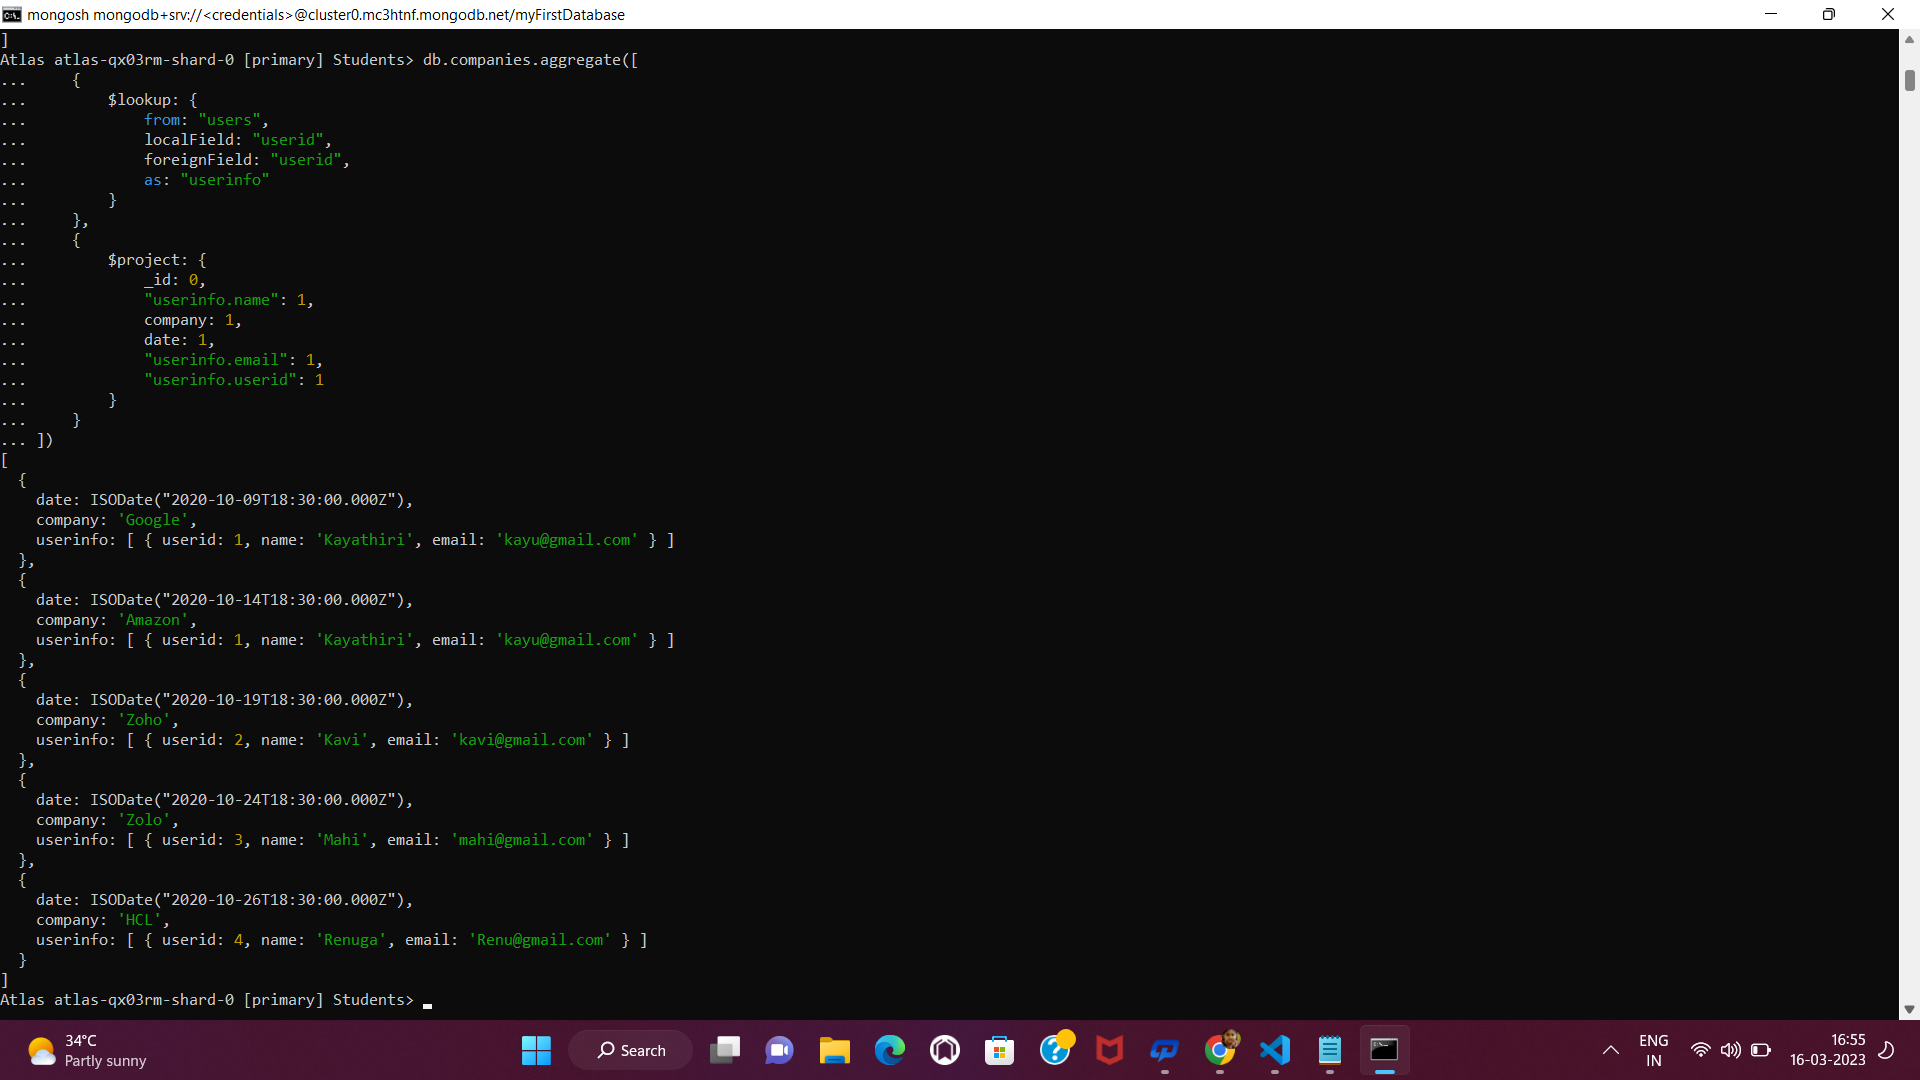 mongosh mongodb+srv://<credentials>@cluster0.mc3htnf.mongodb.net/myFirstDatabase
]
Atlas atlas-qx03rm-shard-0 [primary] Students> db.companies.aggregate([
...     {
...         $lookup: {
...             from: "users",
...             localField: "userid",
...             foreignField: "userid",
...             as: "userinfo"
...         }
...     },
...     {
...         $project: {
...             _id: 0,
...             "userinfo.name": 1,
...             company: 1,
...             date: 1,
...             "userinfo.email": 1,
...             "userinfo.userid": 1
...         }
...     }
... ])
[
  {
    date: ISODate("2020-10-09T18:30:00.000Z"),
    company: 'Google',
    userinfo: [ { userid: 1, name: 'Kayathiri', email: 'kayu@gmail.com' } ]
  },
  {
    date: ISODate("2020-10-14T18:30:00.000Z"),
    company: 'Amazon',
    userinfo: [ { userid: 1, name: 'Kayathiri', email: 'kayu@gmail.com' } ]
  },
  {
    date: ISODate("2020-10-19T18:30:00.000Z"),
    company: 'Zoho',
    userinfo: [ { userid: 2, name: 'Kavi', email: 'kavi@gmail.com' } ]
  },
  {
    date: ISODate("2020-10-24T18:30:00.000Z"),
    company: 'Zolo',
    userinfo: [ { userid: 3, name: 'Mahi', email: 'mahi@gmail.com' } ]
  },
  {
    date: ISODate("2020-10-26T18:30:00.000Z"),
    company: 'HCL',
    userinfo: [ { userid: 4, name: 'Renuga', email: 'Renu@gmail.com' } ]
  }
]
Atlas atlas-qx03rm-shard-0 [primary] Students>
34°C
Partly sunny
Search
ENG
IN
16:55
16-03-2023